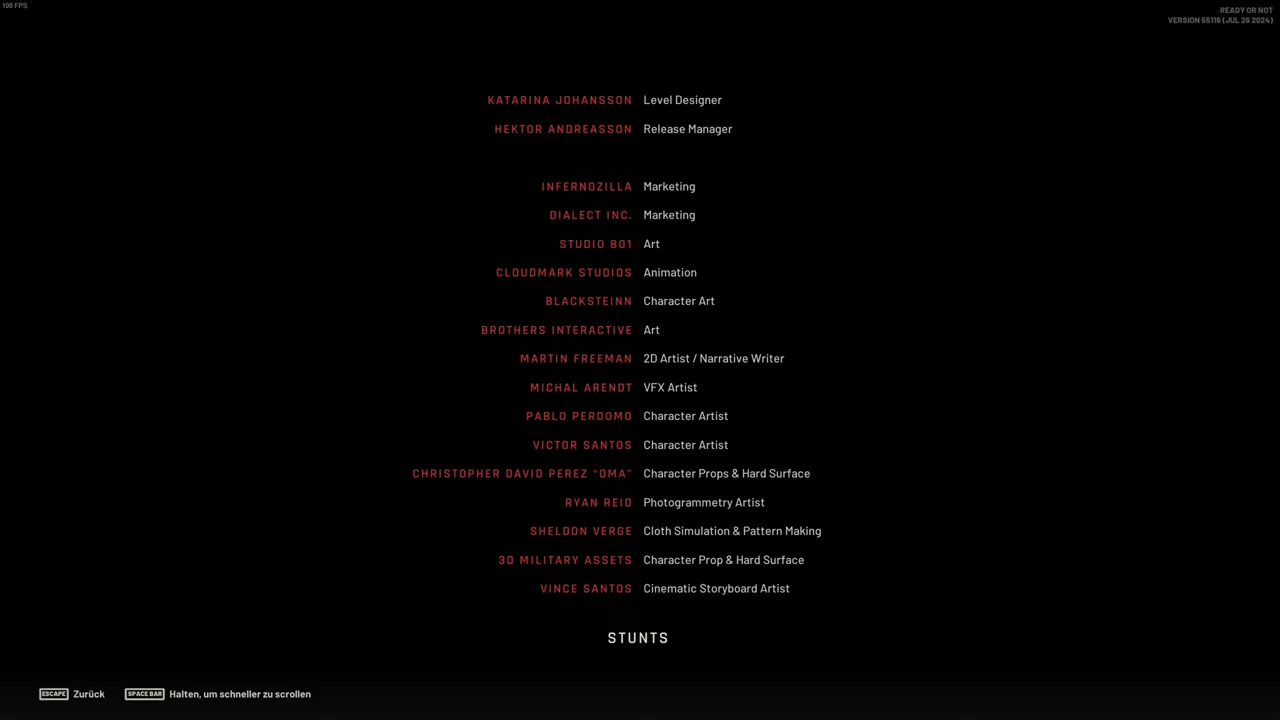 100 FPS
READY OR NOT
VERSION 55116 (JUL 26 2024)
KATARINA JOHANSSON Level Designer
HEKTOR ANDREASSON Release Manager
INFERNOZILLA Marketing
DIALECT INC. Marketing
STUDIO 801 Art
CLOUDMARK STUDIOS Animation
BLACKSTEINN Character Art
BROTHERS INTERACTIVE Art
MARTIN FREEMAN 2D Artist / Narrative Writer
MICHAL ARENDT VFX Artist
PABLO PERDOMO Character Artist
VICTOR SANTOS Character Artist
CHRISTOPHER DAVID PEREZ "OMA" Character Props & Hard Surface
RYAN REID Photogrammetry Artist
SHELDON VERGE Cloth Simulation & Pattern Making
3D MILITARY ASSETS Character Prop & Hard Surface
VINCE SANTOS Cinematic Storyboard Artist
STUNTS
ESCAPE Zurück SPACE BAR Halten, um schneller zu scrollen